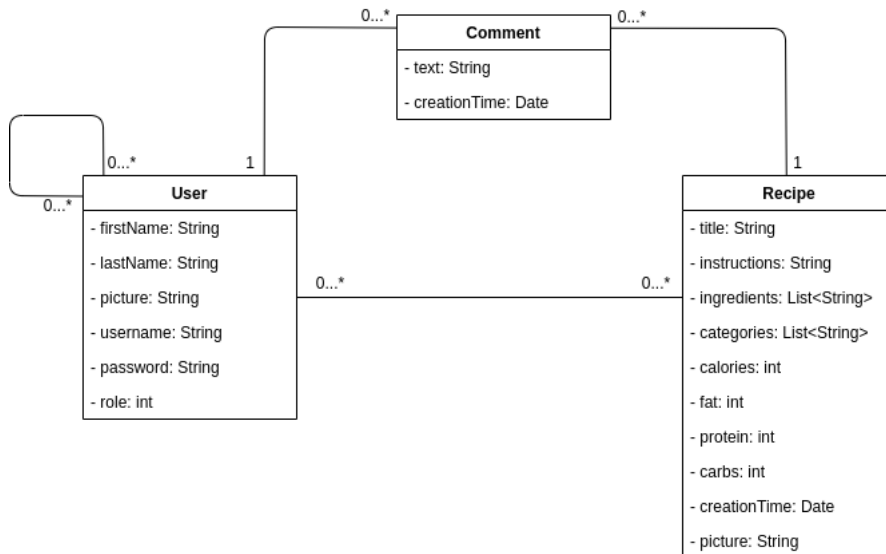 0...*
0...*
Comment
- text: String
- creationTime: Date
0...*
1
1
0...*
User
- firstName: String
- lastName: String
- picture: String
- username: String
- password: String
- role: int
0...*
0...*
Recipe
- title: String
- instructions: String
- ingredients: List<String>
- categories: List<String>
- calories: int
- fat: int
- protein: int
- carbs: int
- creationTime: Date
- picture: String